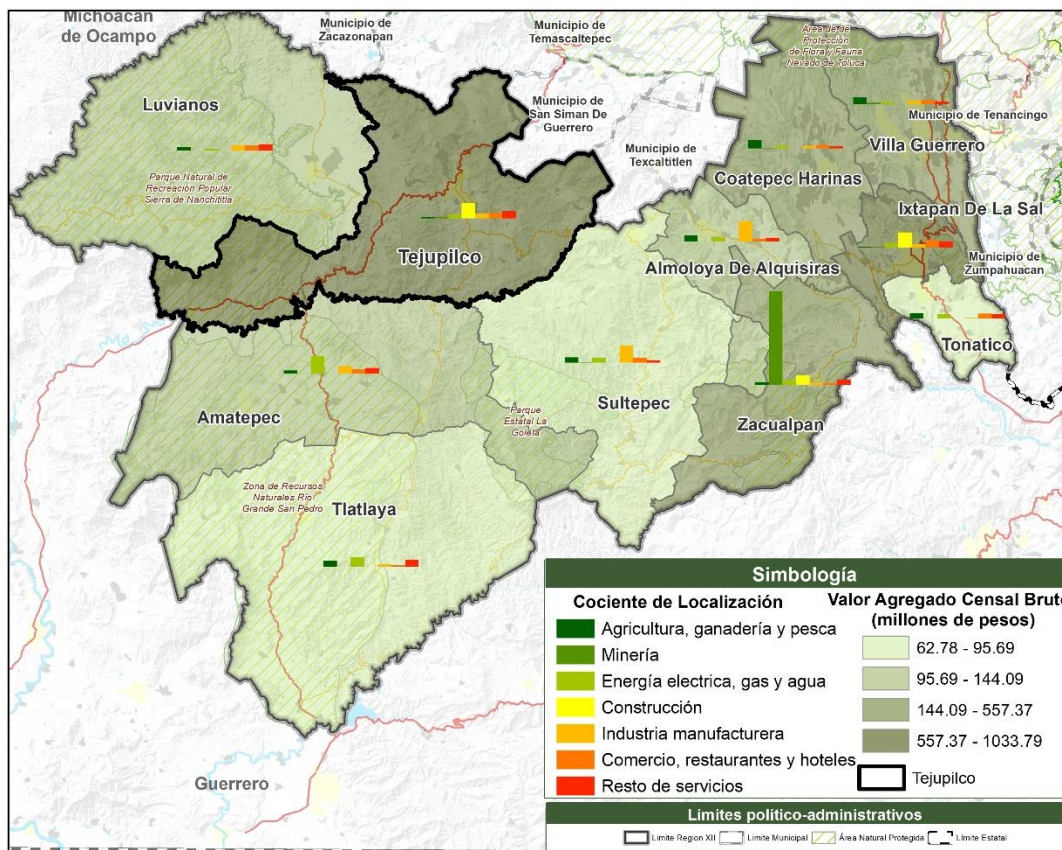 Michoacán
de Ocampo
Municipio de
Zacazonapan
Municipio de
Temascaltepec
Área de de
Protección
de Flora y Fauna
Nevado de Toluca
Luvianos
Municipio de
San Siman De
Guerrero
Municipio de
Texcaltitlen
Municipio de Tenancingo
Villa Guerrero
Parque Natural de
Recreación Popular
Sierra de Nanchititla
Coatepec Harinas
Ixtapan De La Sal
Tejupilco
Almoloya De Alquisiras
Municipio de
Zumpahuacan
Tonatico
Amatepec
Parque
Estatal La
Goleta
Sultepec
Zacualpan
Zona de Recursos
Naturales Río
Grande San Pedro
Tlatlaya
Guerrero
Simbología
Cociente de Localización
Agricultura, ganadería y pesca
Minería
Energía electrica, gas y agua
Construcción
Industria manufacturera
Comercio, restaurantes y hoteles
Resto de servicios
Valor Agregado Censal Bruto
(millones de pesos)
62.78 - 95.69
95.69 - 144.09
144.09 - 557.37
557.37 - 1033.79
Tejupilco
Límites político-administrativos
Limite Region XII
Limite Municipal
Área Natural Protegida
LÍmite Estatal